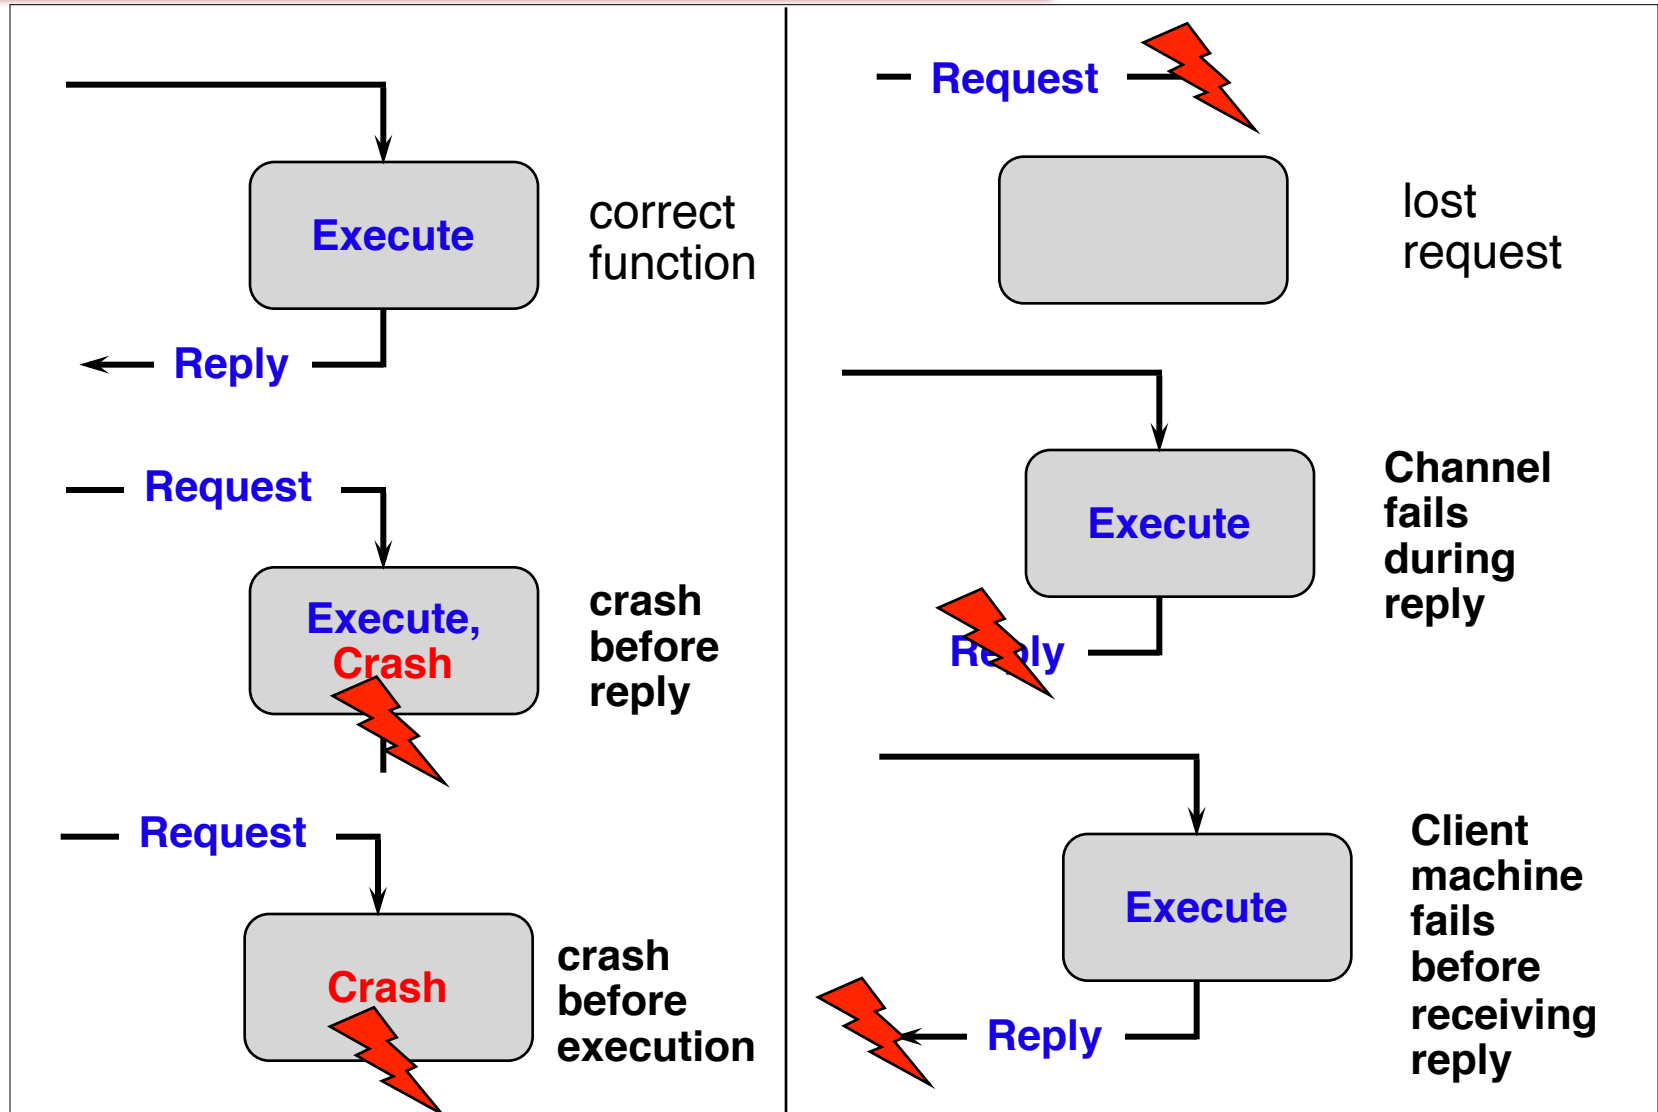 Execute
correct
function
Reply
Request
Execute,
Crash
crash
before
reply
Request
Crash
crash
before
execution
Request
lost
request
Execute
Channel
fails
during
reply
Reply
Execute
Client
machine
fails
before
receiving
reply
Reply